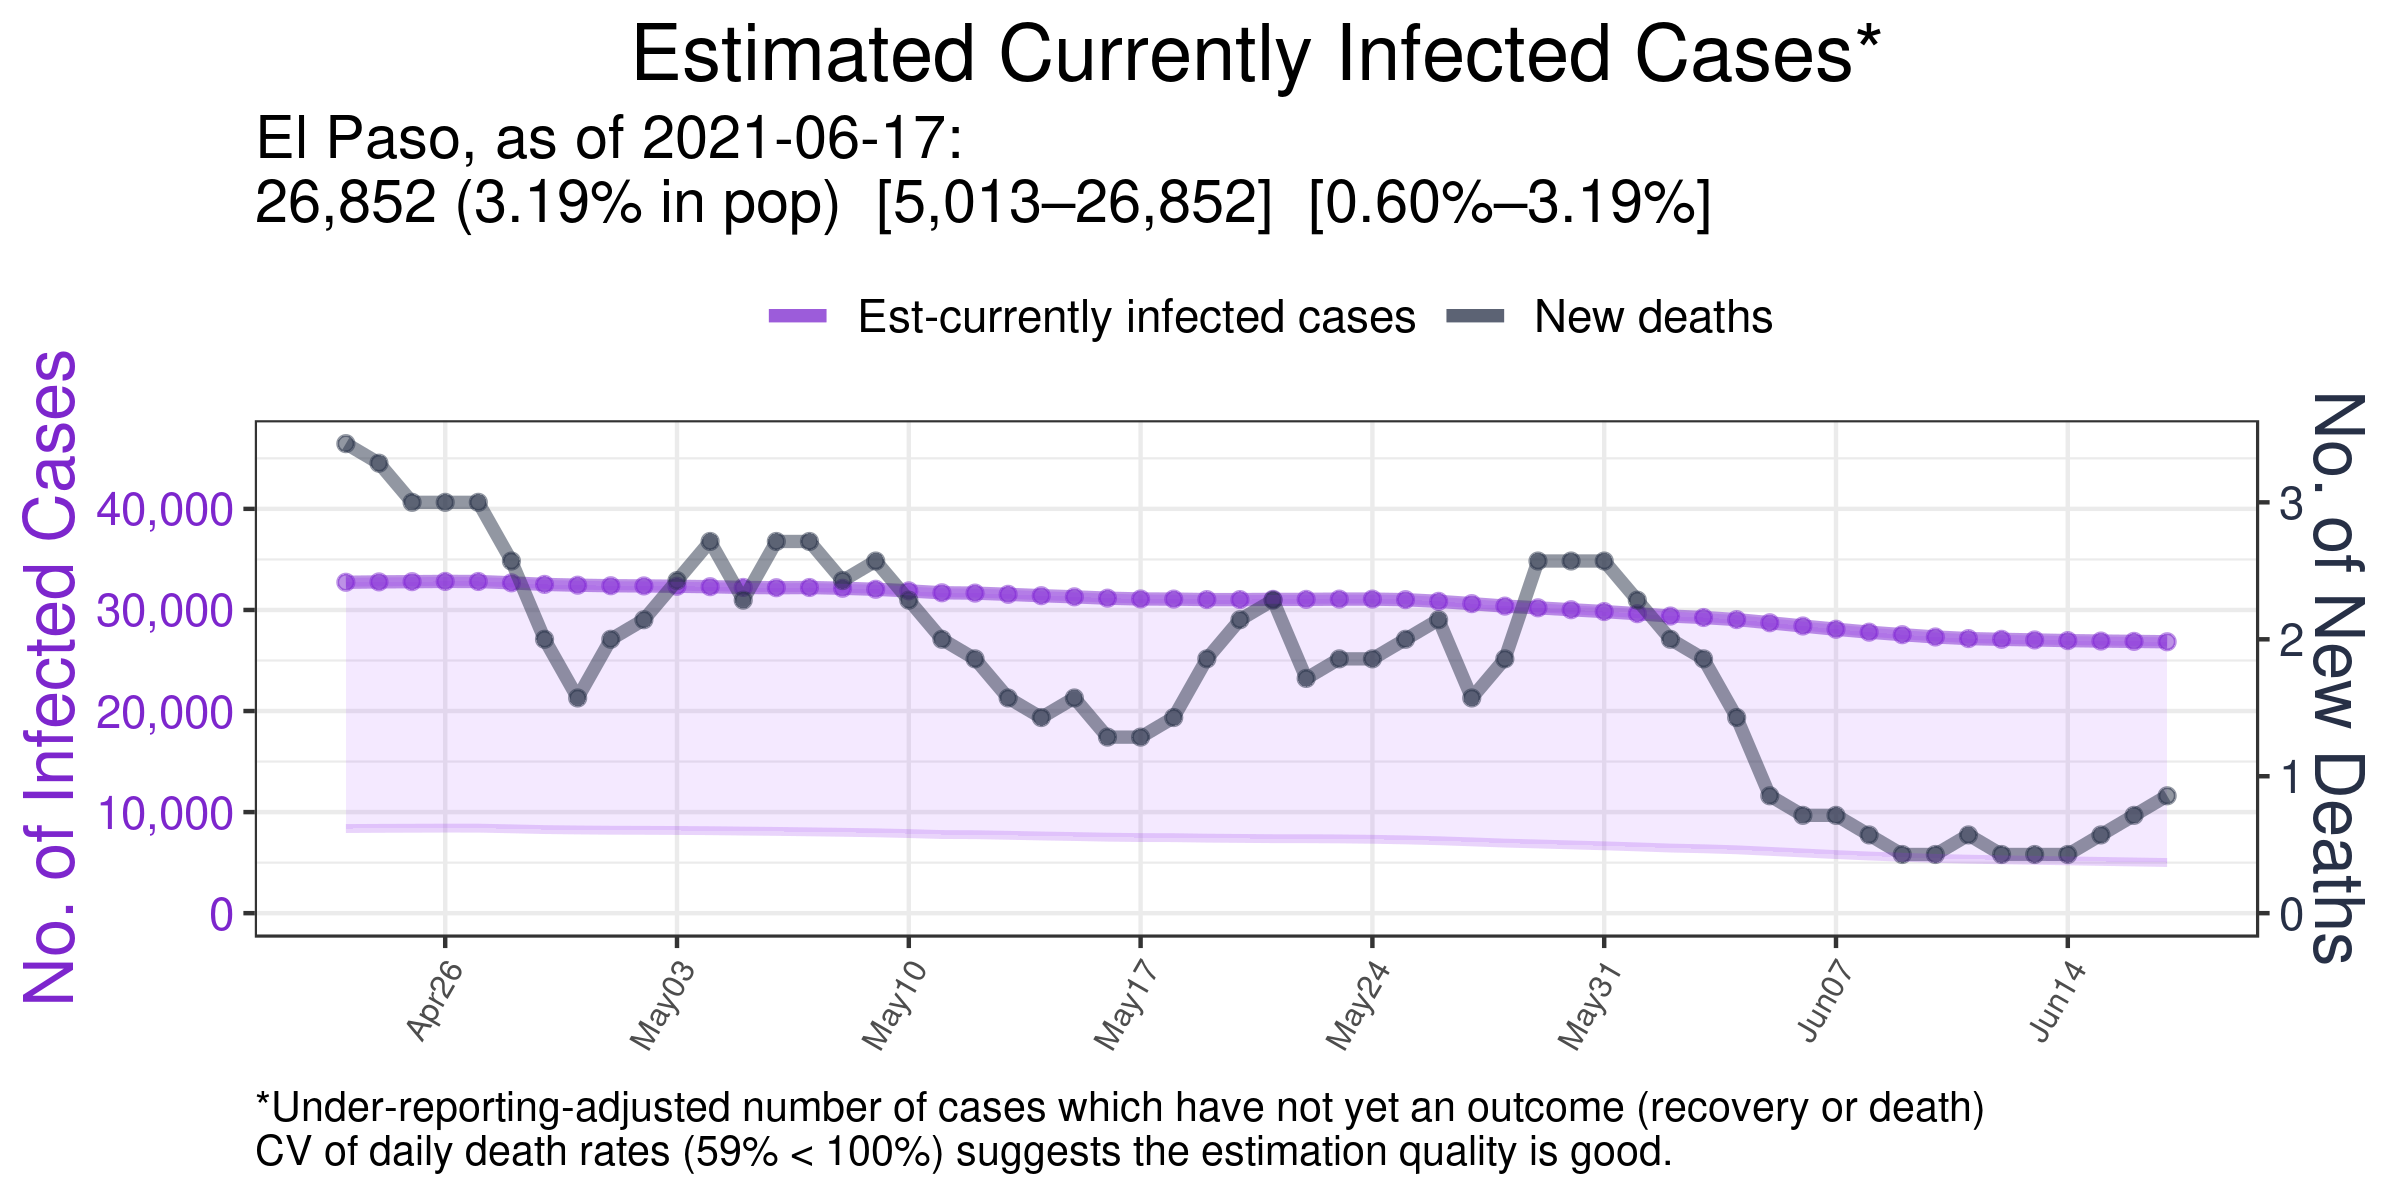 Estimated Currently Infected Cases*
El Paso, as of 2021-06-17:
26,852 (3.19% in pop)  [5,013–26,852]  [0.60%–3.19%]
Est-currently infected cases
New deaths
No. of Infected Cases
40,000
30,000
20,000
10,000
0
3
2
1
0
No. of New Deaths
Apr26
May03
May10
May17
May24
May31
Jun07
Jun14
*Under-reporting-adjusted number of cases which have not yet an outcome (recovery or death)
CV of daily death rates (59% < 100%) suggests the estimation quality is good.